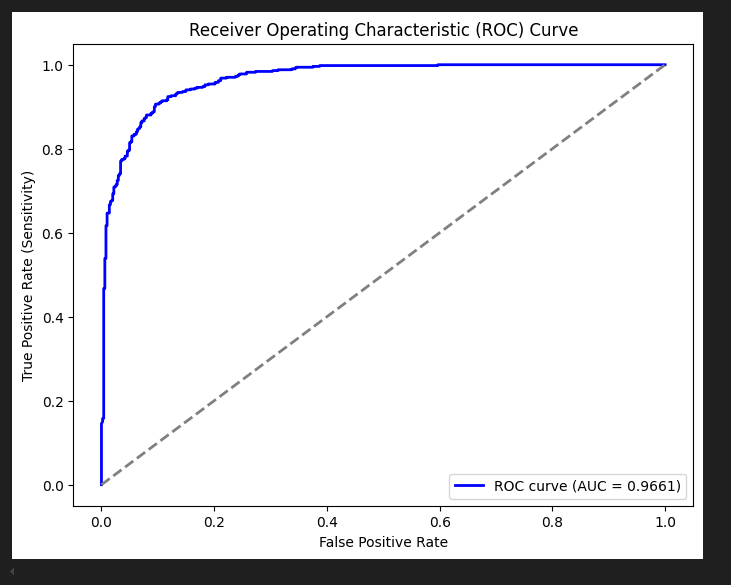 Receiver Operating Characteristic (ROC) Curve
1.0
0.8
0.6
0.4
0.2
0.0
True Positive Rate (Sensitivity)
ROC curve (AUC = 0.9661)
0.0 0.2 0.4 0.6 0.8 1.0
False Positive Rate